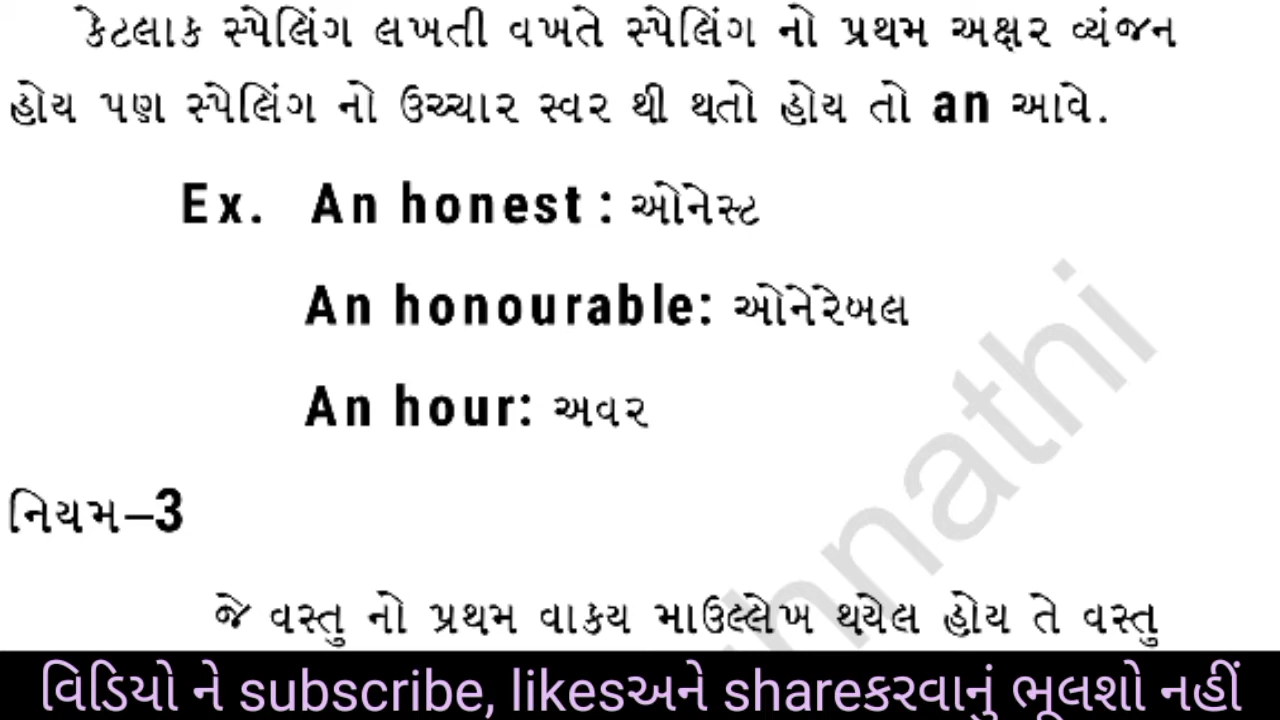 કેટલાક સ્પેલિંગ લખતી વખતે સ્પેલિંગ નો પ્રથમ અક્ષર વ્યંજન
હોય પણ સ્પેલિંગ નો ઉચ્ચાર સ્વર થી થતો હોય તો an આવે.
Ex. An honest : ઓનેસ્ટ
An honourable: ઓનેરેબલ
An hour: અવર
નિયમ–3
જે વસ્તુ નો પ્રથમ વાકય માઉલ્લેખ થયેલ હોય તે વસ્તુ
વિડિયો ને subscribe, likesઅને shareકરવાનું ભૂલશો નહીં